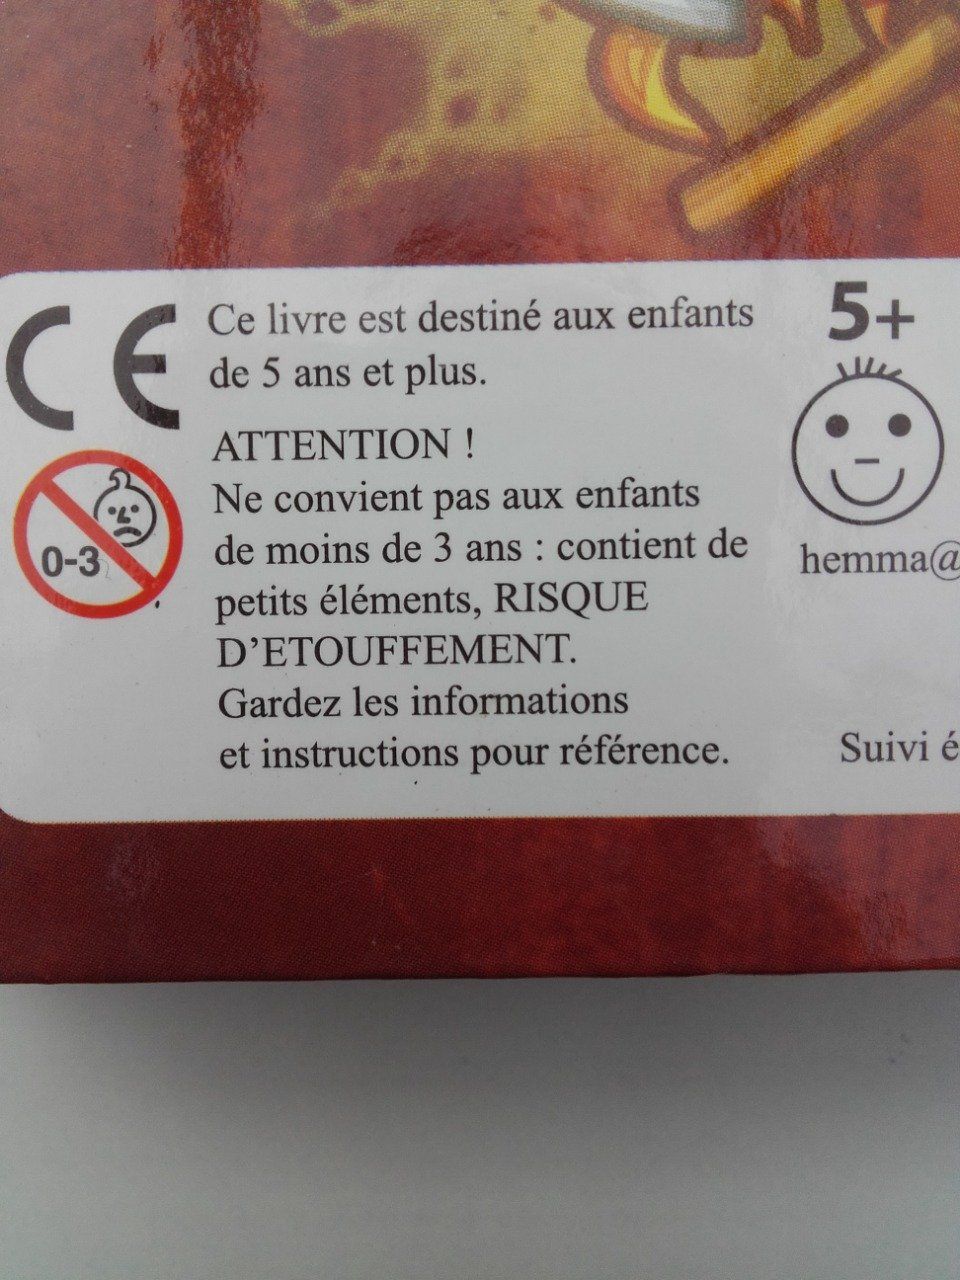 CE
Ce livre est destiné aux enfants
de 5 ans et plus.
ATTENTION !
Ne convient pas aux enfants
de moins de 3 ans : contient de
petits éléments, RISQUE
D'ETOUFFEMENT.
Gardez les informations
et instructions pour référence.
0-3
5+
hemma@
Suivi é